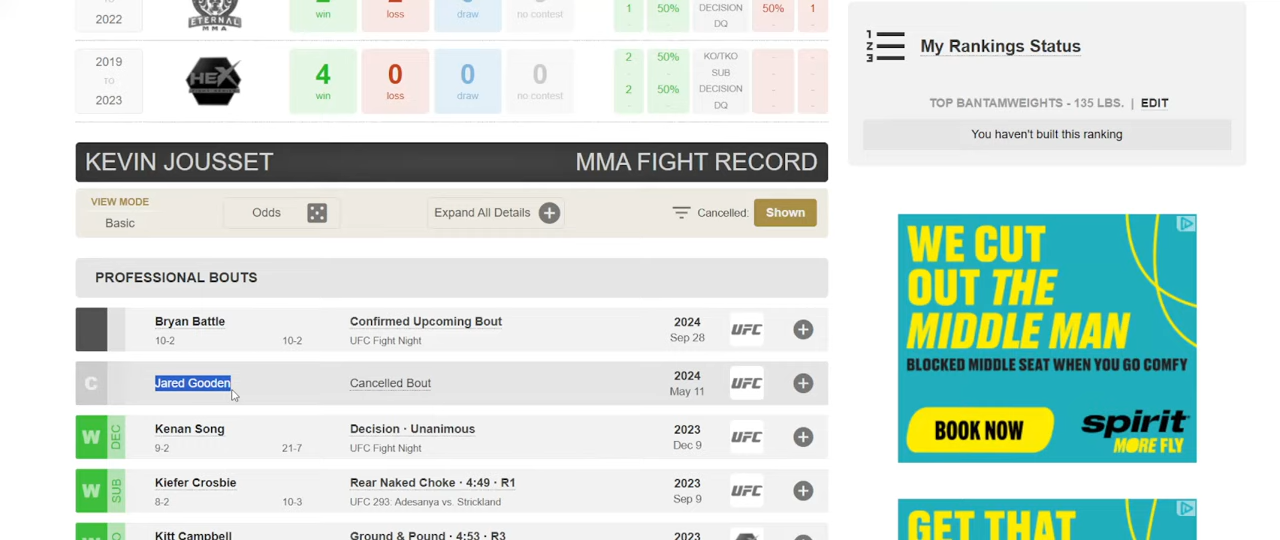 TO
2022
ETERNAL
MMA
win
loss
draw
no contest
1
50%
DECISION
50%
1
-
-
DQ
-
-
2019
TO
2023
HEX
4
win
0
loss
0
draw
0
no contest
2
50%
KO/TKO
-
-
-
-
SUB
-
-
2
50%
DECISION
-
-
-
-
DQ
-
-
KEVIN JOUSSET
MMA FIGHT RECORD
VIEW MODE
Basic
Odds
Expand All Details
Cancelled:
Shown
PROFESSIONAL BOUTS
Bryan Battle
10-2
10-2
Confirmed Upcoming Bout
UFC Fight Night
2024
Sep 28
UFC
C
Jared Gooden
Cancelled Bout
2024
May 11
UFC
W
DEC
Kenan Song
9-2
21-7
Decision · Unanimous
UFC Fight Night
2023
Dec 9
UFC
W
SUB
Kiefer Crosbie
8-2
10-3
Rear Naked Choke · 4:49 · R1
UFC 293: Adesanya vs. Strickland
2023
Sep 9
UFC
Kitt Campbell
Ground & Pound · 4:53 · R3
2023
1
2
3
My Rankings Status
TOP BANTAMWEIGHTS - 135 LBS. | EDIT
You haven't built this ranking
WE CUT
OUT THE
MIDDLE MAN
BLOCKED MIDDLE SEAT WHEN YOU GO COMFY
BOOK NOW
spirit
MORE FLY
GET THAT